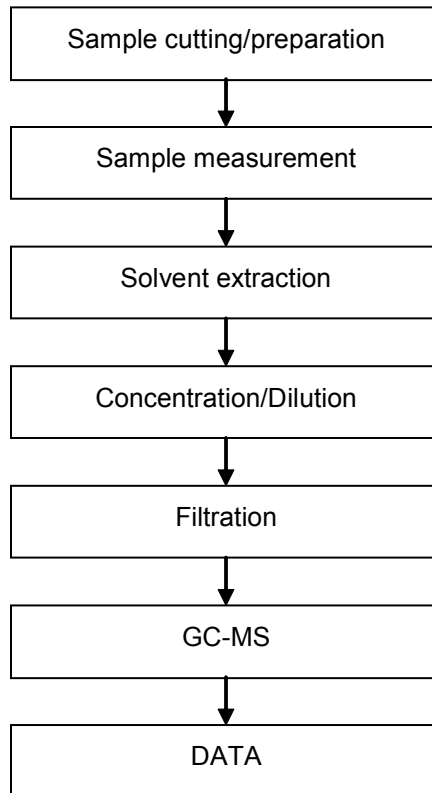 Sample cutting/preparation
Sample measurement
Solvent extraction
Concentration/Dilution
Filtration
GC-MS
DATA